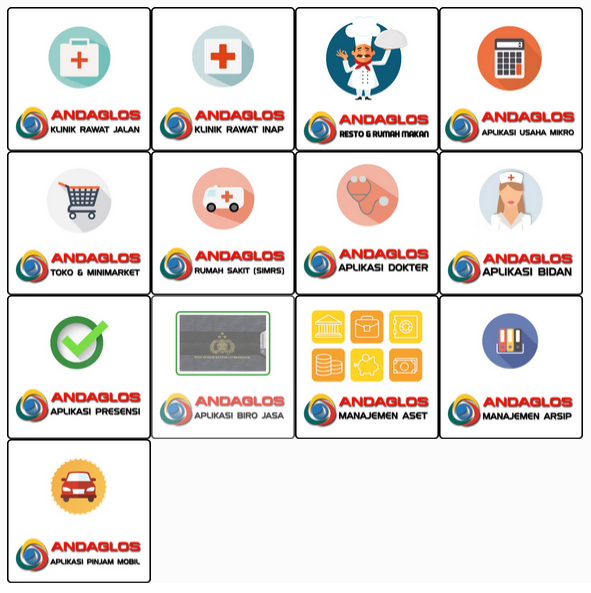 ANDAGLOS
KLINIK RAWAT JALAN
ANDAGLOS
KLINIK RAWAT INAP
ANDAGLOS
RESTO & RUMAH MAKAN
ANDAGLOS
APLIKASI USAHA MIKRO
ANDAGLOS
TOKO & MINIMARKET
ANDAGLOS
RUMAH SAKIT (SIMRS)
ANDAGLOS
APLIKASI DOKTER
ANDAGLOS
APLIKASI BIDAN
ANDAGLOS
APLIKASI PRESENSI
ANDAGLOS
APLIKASI BIRO JASA
ANDAGLOS
MANAJEMEN ASET
ANDAGLOS
MANAJEMEN ARSIP
ANDAGLOS
APLIKASI PINJAM MOBIL